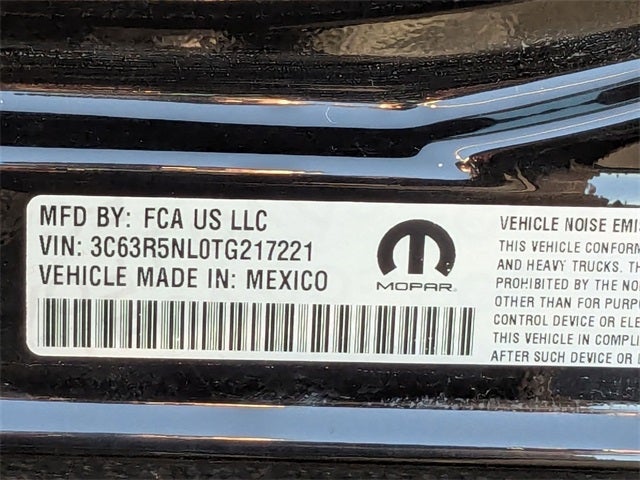 MFD BY: FCA US LLC
VIN: 3C63R5NL0TG217221
VEHICLE MADE IN: MEXICO
MOPAR
VEHICLE NOISE EMI
THIS VEHICLE CONFORM
AND HEAVY TRUCKS. TH
PROHIBITED BY THE NO
OTHER THAN FOR PURP
CONTROL DEVICE OR ELE
THIS VEHICLE IN COMPLI
AFTER SUCH DEVICE OR